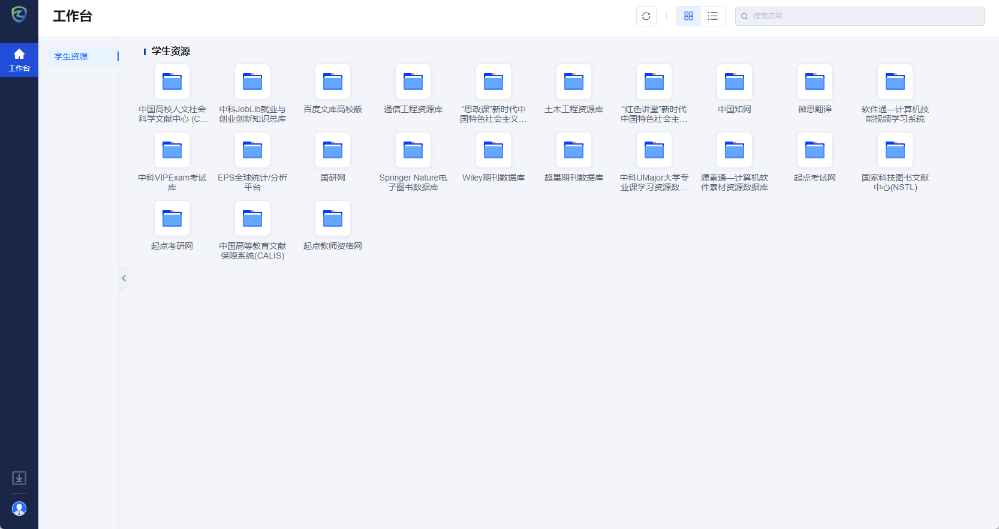 工作台
搜索应用
工作台
学生资源
学生资源
中国高校人文社会
科学文献中心 (C...
中科JobLib就业与
创业创新知识总库
百度文库高校版
通信工程资源库
“思政课”新时代中
国特色社会主义...
土木工程资源库
“红色讲堂”新时代
中国特色社会主...
中国知网
微思翻译
软件通—计算机技
能视频学习系统
中科VIPExam考试
库
EPS全球统计/分析
平台
国研网
Springer Nature电
子图书数据库
Wiley期刊数据库
超星期刊数据库
中科UMajor大学专
业课学习资源数...
源素通—计算机软
件素材资源数据库
起点考试网
国家科技图书文献
中心(NSTL)
起点考研网
中国高等教育文献
保障系统(CALIS)
起点教师资格网